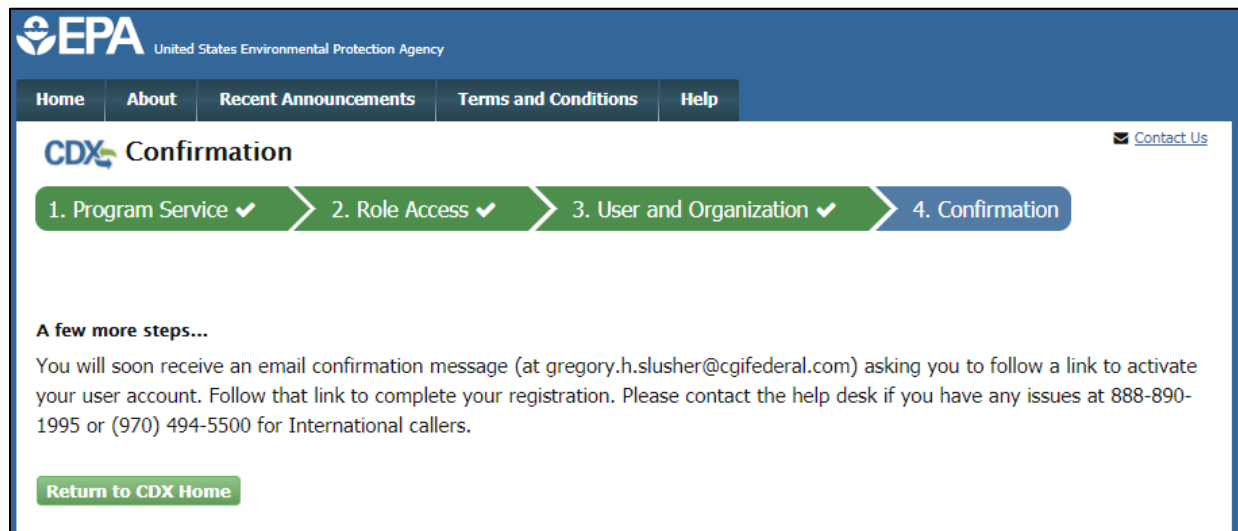 EPA United States Environmental Protection Agency
Home About Recent Announcements Terms and Conditions Help
Contact Us
CDX Confirmation
1. Program Service ✔ 2. Role Access ✔ 3. User and Organization ✔ 4. Confirmation
A few more steps...
You will soon receive an email confirmation message (at gregory.h.slusher@cgifederal.com) asking you to follow a link to activate
your user account. Follow that link to complete your registration. Please contact the help desk if you have any issues at 888-890-
1995 or (970) 494-5500 for International callers.
Return to CDX Home